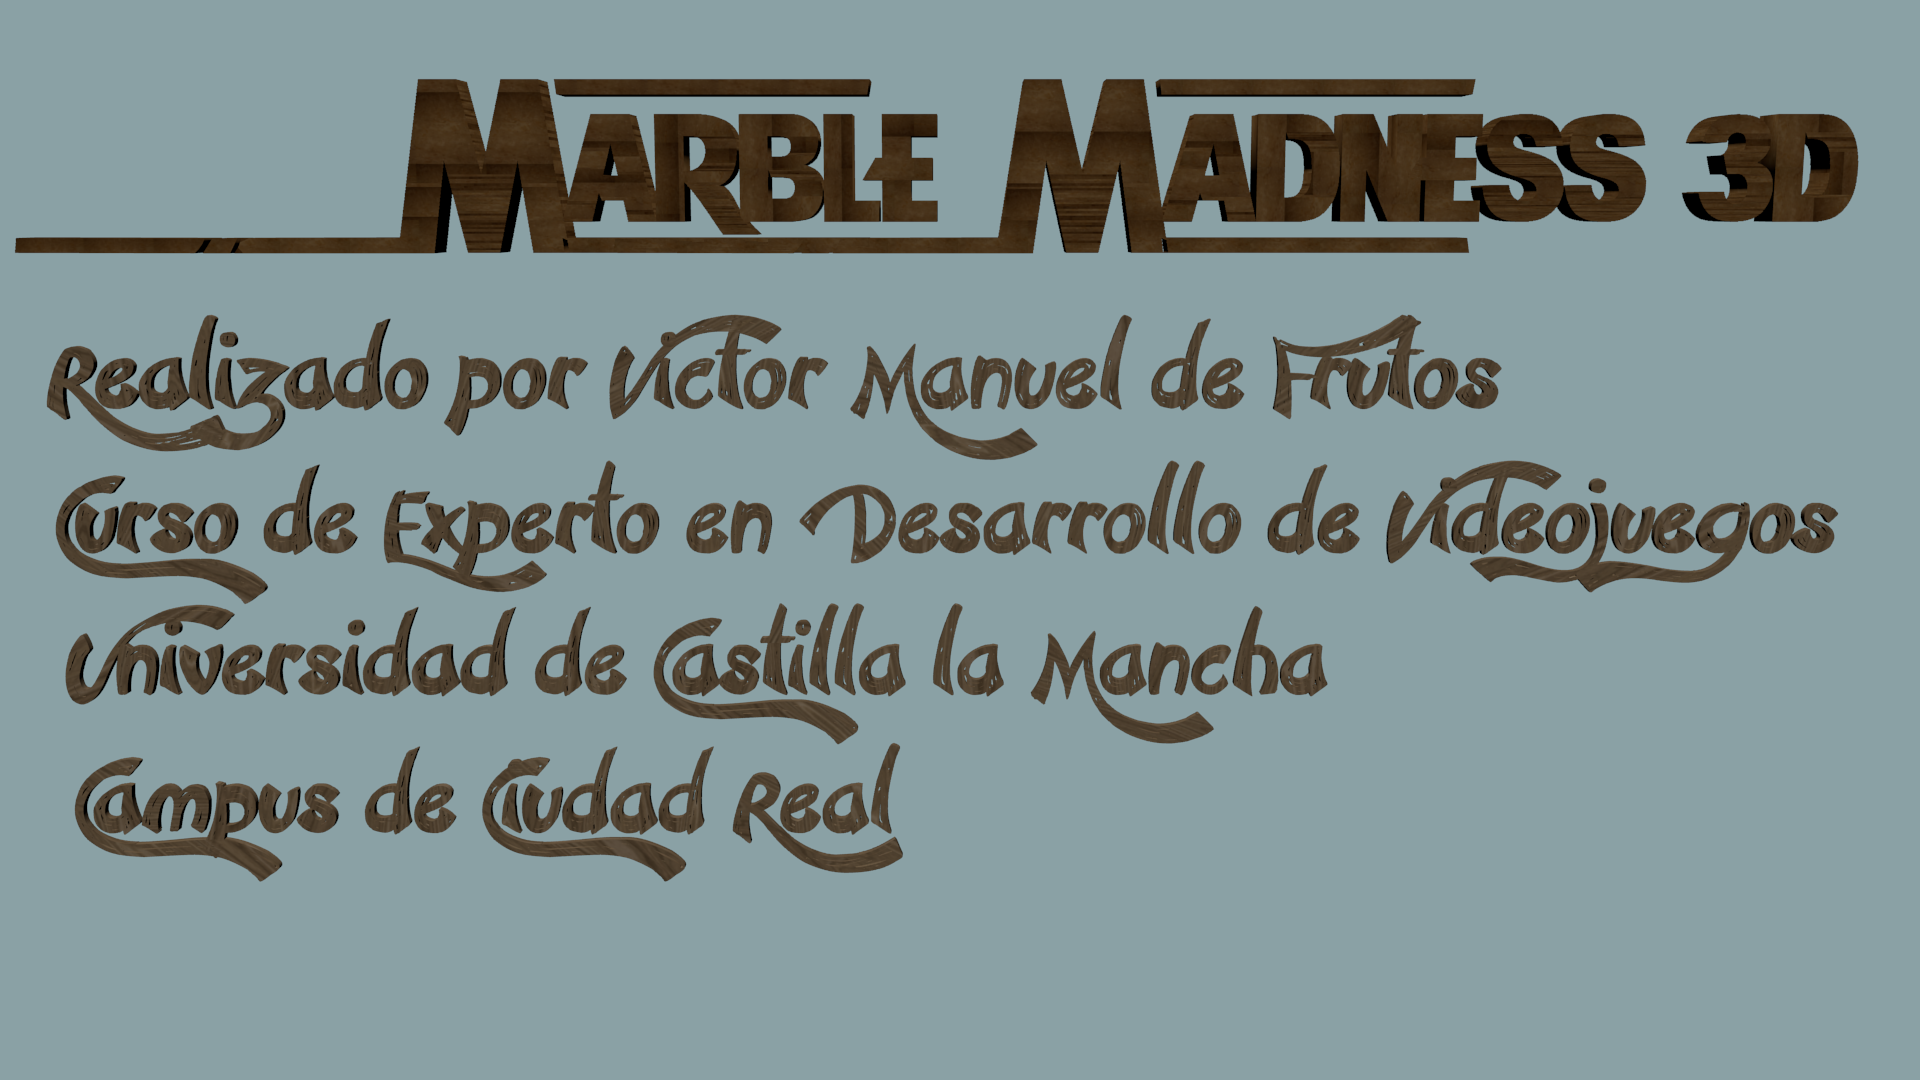 MARBLE MADNESS 3D
Realizado por Victor Manuel de Frutos
Curso de Experto en Desarrollo de Videojuegos
Universidad de Castilla la Mancha
Campus de Ciudad Real